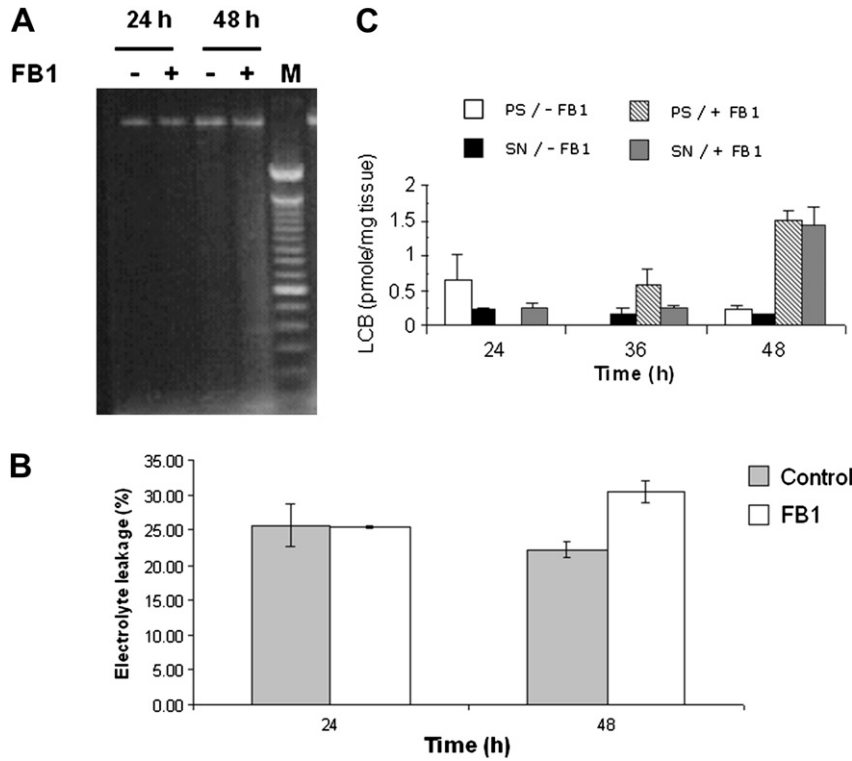 A
24 h 48 h
FB1 - + - + M
C
PS / – FB1 PS / + FB1
SN / – FB1 SN / + FB1
LCB (pmole/mg tissue)
2
1.5
1
0.5
0
24 36 48
Time (h)
B
Electrolyte leakage (%)
35.00
30.00
25.00
20.00
15.00
10.00
5.00
0.00
24 48
Time (h)
Control
FB1